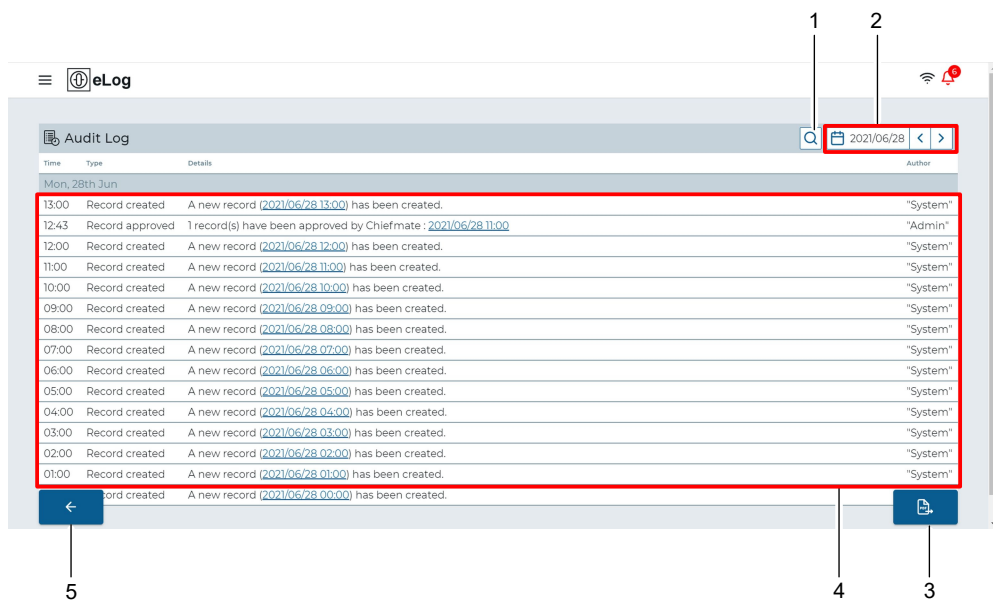 1 2
eLog 6
Audit Log 2021/06/28
Time Type Details Author
Mon, 28th Jun
13:00 Record created A new record (2021/06/28 13:00) has been created. "System"
12:43 Record approved 1 record(s) have been approved by Chiefmate : 2021/06/28 11:00 "Admin"
12:00 Record created A new record (2021/06/28 12:00) has been created. "System"
11:00 Record created A new record (2021/06/28 11:00) has been created. "System"
10:00 Record created A new record (2021/06/28 10:00) has been created. "System"
09:00 Record created A new record (2021/06/28 09:00) has been created. "System"
08:00 Record created A new record (2021/06/28 08:00) has been created. "System"
07:00 Record created A new record (2021/06/28 07:00) has been created. "System"
06:00 Record created A new record (2021/06/28 06:00) has been created. "System"
05:00 Record created A new record (2021/06/28 05:00) has been created. "System"
04:00 Record created A new record (2021/06/28 04:00) has been created. "System"
03:00 Record created A new record (2021/06/28 03:00) has been created. "System"
02:00 Record created A new record (2021/06/28 02:00) has been created. "System"
01:00 Record created A new record (2021/06/28 01:00) has been created. "System"
ord created A new record (2021/06/28 00:00) has been created.
5 4 3